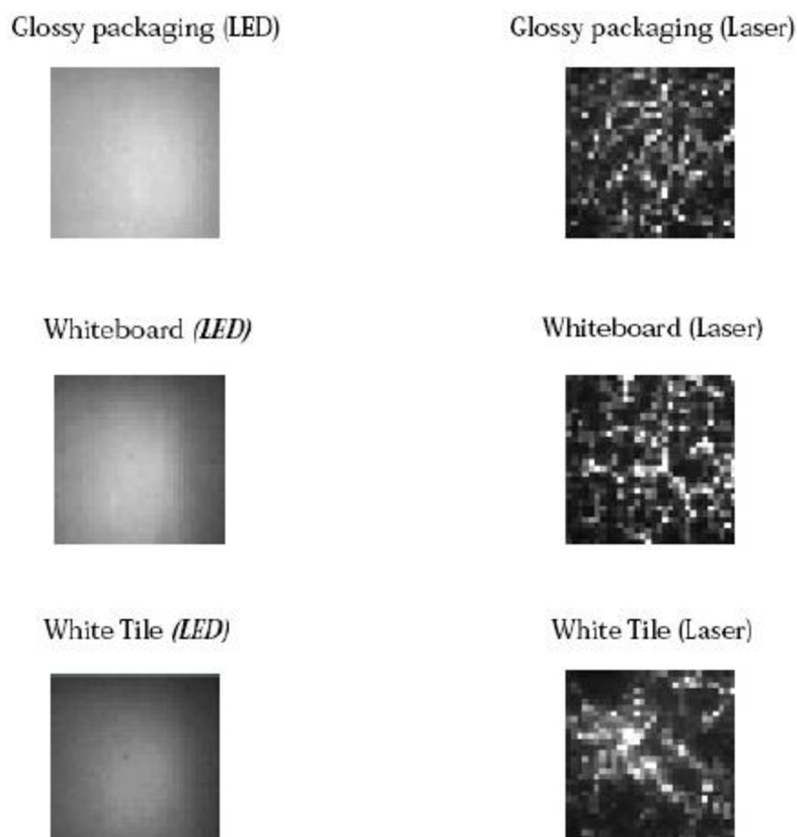 Glossy packaging (LED)
Glossy packaging (Laser)
Whiteboard (LED)
Whiteboard (Laser)
White Tile (LED)
White Tile (Laser)